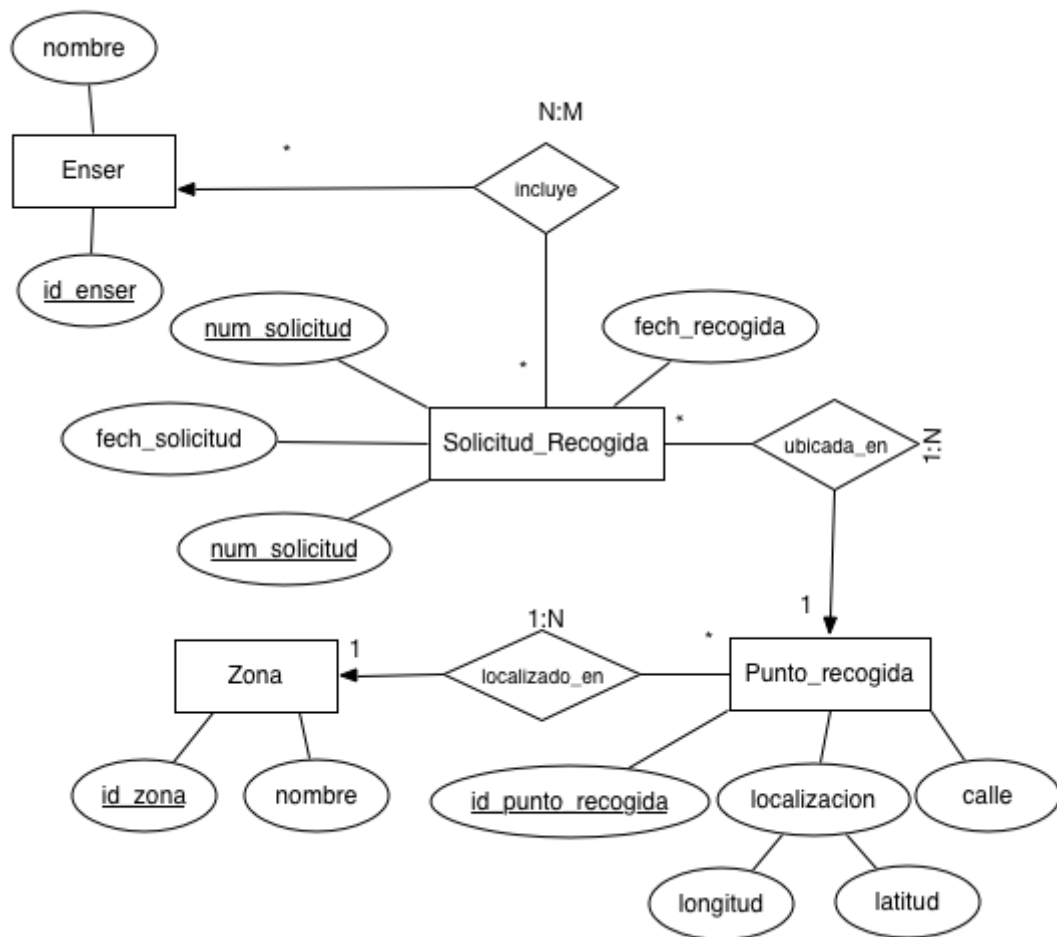 nombre
N:M
*
Enser
incluye
id_enser
num_solicitud
fech_recogida
*
*
fech_solicitud
Solicitud_Recogida
ubicada_en
1:N
num_solicitud
1
1:N
*
1
Zona
localizado_en
Punto_recogida
id_zona
nombre
id_punto_recogida
localizacion
calle
longitud
latitud